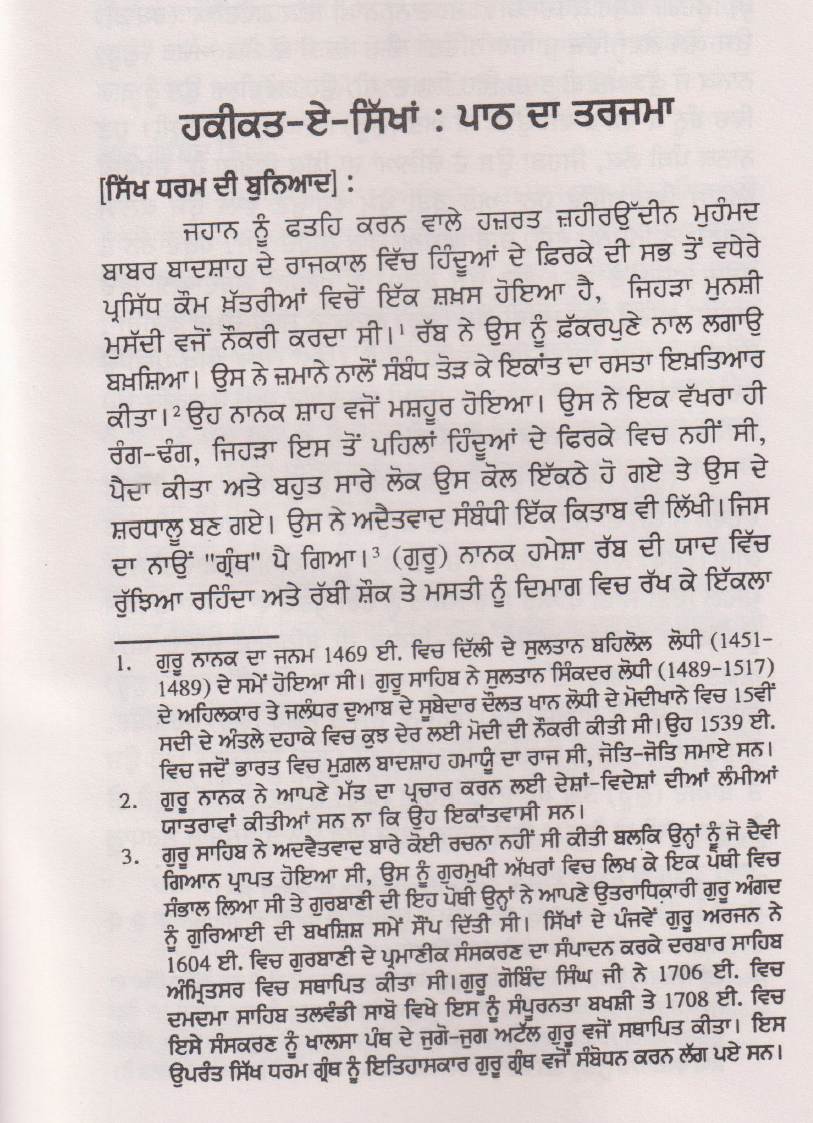 ਹਕੀਕਤ-ਏ-ਸਿੱਖਾਂ : ਪਾਠ ਦਾ ਤਰਜਮਾ
[ਸਿੱਖ ਧਰਮ ਦੀ ਬੁਨਿਆਦ] :
ਜਹਾਨ ਨੂੰ ਫਤਹਿ ਕਰਨ ਵਾਲੇ ਹਜ਼ਰਤ ਜ਼ਹੀਰਉੱਦੀਨ ਮੁਹੰਮਦ
ਬਾਬਰ ਬਾਦਸ਼ਾਹ ਦੇ ਰਾਜਕਾਲ ਵਿੱਚ ਹਿੰਦੂਆਂ ਦੇ ਫ਼ਿਰਕੇ ਦੀ ਸਭ ਤੋਂ ਵਧੇਰੇ
ਪ੍ਰਸਿੱਧ ਕੌਮ ਖ਼ੱਤਰੀਆਂ ਵਿਚੋਂ ਇੱਕ ਸ਼ਖ਼ਸ ਹੋਇਆ ਹੈ, ਜਿਹੜਾ ਮੁਨਸ਼ੀ
ਮੁਸੱਦੀ ਵਜੋਂ ਨੌਕਰੀ ਕਰਦਾ ਸੀ।¹ ਰੱਬ ਨੇ ਉਸ ਨੂੰ ਫ਼ੱਕਰਪੁਣੇ ਨਾਲ ਲਗਾਉ
ਬਖ਼ਸ਼ਿਆ। ਉਸ ਨੇ ਜ਼ਮਾਨੇ ਨਾਲੋਂ ਸੰਬੰਧ ਤੋੜ ਕੇ ਇਕਾਂਤ ਦਾ ਰਸਤਾ ਇਖ਼ਤਿਆਰ
ਕੀਤਾ।² ਉਹ ਨਾਨਕ ਸ਼ਾਹ ਵਜੋਂ ਮਸ਼ਹੂਰ ਹੋਇਆ। ਉਸ ਨੇ ਇਕ ਵੱਖਰਾ ਹੀ
ਰੰਗ-ਢੰਗ, ਜਿਹੜਾ ਇਸ ਤੋਂ ਪਹਿਲਾਂ ਹਿੰਦੂਆਂ ਦੇ ਫਿਰਕੇ ਵਿਚ ਨਹੀਂ ਸੀ,
ਪੈਦਾ ਕੀਤਾ ਅਤੇ ਬਹੁਤ ਸਾਰੇ ਲੋਕ ਉਸ ਕੋਲ ਇੱਕਠੇ ਹੋ ਗਏ ਤੇ ਉਸ ਦੇ
ਸ਼ਰਧਾਲੂ ਬਣ ਗਏ। ਉਸ ਨੇ ਅਦੈਤਵਾਦ ਸੰਬੰਧੀ ਇੱਕ ਕਿਤਾਬ ਵੀ ਲਿੱਖੀ।ਜਿਸ
ਦਾ ਨਾਉਂ "ਗ੍ਰੰਥ" ਪੈ ਗਿਆ।³ (ਗੁਰੂ) ਨਾਨਕ ਹਮੇਸ਼ਾ ਰੱਬ ਦੀ ਯਾਦ ਵਿੱਚ
ਰੁੱਝਿਆ ਰਹਿੰਦਾ ਅਤੇ ਰੱਬੀ ਸ਼ੌਕ ਤੇ ਮਸਤੀ ਨੂੰ ਦਿਮਾਗ ਵਿਚ ਰੱਖ ਕੇ ਇੱਕਲਾ
1. ਗੁਰੂ ਨਾਨਕ ਦਾ ਜਨਮ 1469 ਈ. ਵਿਚ ਦਿੱਲੀ ਦੇ ਸੁਲਤਾਨ ਬਹਿਲੋਲ ਲੋਧੀ (1451-
1489) ਦੇ ਸਮੇਂ ਹੋਇਆ ਸੀ। ਗੁਰੂ ਸਾਹਿਬ ਨੇ ਸੁਲਤਾਨ ਸਿੰਕਦਰ ਲੋਧੀ (1489-1517)
ਦੇ ਅਹਿਲਕਾਰ ਤੇ ਜਲੰਧਰ ਦੁਆਬ ਦੇ ਸੂਬੇਦਾਰ ਦੌਲਤ ਖਾਨ ਲੋਧੀ ਦੇ ਮੋਦੀਖਾਨੇ ਵਿਚ 15ਵੀਂ
ਸਦੀ ਦੇ ਅੰਤਲੇ ਦਹਾਕੇ ਵਿਚ ਕੁਝ ਦੇਰ ਲਈ ਮੋਦੀ ਦੀ ਨੌਕਰੀ ਕੀਤੀ ਸੀ।ਉਹ 1539 ਈ.
ਵਿਚ ਜਦੋਂ ਭਾਰਤ ਵਿਚ ਮੁਗ਼ਲ ਬਾਦਸ਼ਾਹ ਹਮਾਯੂੰ ਦਾ ਰਾਜ ਸੀ, ਜੋਤਿ-ਜੋਤਿ ਸਮਾਏ ਸਨ।
2. ਗੁਰੂ ਨਾਨਕ ਨੇ ਆਪਣੇ ਮੱਤ ਦਾ ਪ੍ਰਚਾਰ ਕਰਨ ਲਈ ਦੇਸ਼ਾਂ-ਵਿਦੇਸ਼ਾਂ ਦੀਆਂ ਲੰਮੀਆਂ
ਯਾਤਰਾਵਾਂ ਕੀਤੀਆਂ ਸਨ ਨਾ ਕਿ ਉਹ ਇਕਾਂਤਵਾਸੀ ਸਨ।
3. ਗੁਰੂ ਸਾਹਿਬ ਨੇ ਅਦਵੈਤਵਾਦ ਬਾਰੇ ਕੋਈ ਰਚਨਾ ਨਹੀਂ ਸੀ ਕੀਤੀ ਬਲਕਿ ਉਨ੍ਹਾਂ ਨੂੰ ਜੋ ਦੈਵੀ
ਗਿਆਨ ਪ੍ਰਾਪਤ ਹੋਇਆ ਸੀ, ਉਸ ਨੂੰ ਗੁਰਮੁਖੀ ਅੱਖਰਾਂ ਵਿਚ ਲਿਖ ਕੇ ਇਕ ਪੋਥੀ ਵਿਚ
ਸੰਭਾਲ ਲਿਆ ਸੀ ਤੇ ਗੁਰਬਾਣੀ ਦੀ ਇਹ ਪੋਥੀ ਉਨ੍ਹਾਂ ਨੇ ਆਪਣੇ ਉਤਰਾਧਿਕਾਰੀ ਗੁਰੂ ਅੰਗਦ
ਨੂੰ ਗੁਰਿਆਈ ਦੀ ਬਖਸ਼ਿਸ਼ ਸਮੇਂ ਸੌਂਪ ਦਿੱਤੀ ਸੀ। ਸਿੱਖਾਂ ਦੇ ਪੰਜਵੇਂ ਗੁਰੂ ਅਰਜਨ ਨੇ
1604 ਈ. ਵਿਚ ਗੁਰਬਾਣੀ ਦੇ ਪ੍ਰਮਾਣੀਕ ਸੰਸਕਰਣ ਦਾ ਸੰਪਾਦਨ ਕਰਕੇ ਦਰਬਾਰ ਸਾਹਿਬ
ਅੰਮ੍ਰਿਤਸਰ ਵਿਚ ਸਥਾਪਿਤ ਕੀਤਾ ਸੀ।ਗੁਰੂ ਗੋਬਿੰਦ ਸਿੰਘ ਜੀ ਨੇ 1706 ਈ. ਵਿਚ
ਦਮਦਮਾ ਸਾਹਿਬ ਤਲਵੰਡੀ ਸਾਬੋ ਵਿਖੇ ਇਸ ਨੂੰ ਸੰਪੂਰਨਤਾ ਬਖਸ਼ੀ ਤੇ 1708 ਈ. ਵਿਚ
ਇਸੇ ਸੰਸਕਰਣ ਨੂੰ ਖਾਲਸਾ ਪੰਥ ਦੇ ਜੁਗੋ-ਜੁਗ ਅਟੱਲ ਗੁਰੂ ਵਜੋਂ ਸਥਾਪਿਤ ਕੀਤਾ। ਇਸ
ਉਪਰੰਤ ਸਿੱਖ ਧਰਮ ਗ੍ਰੰਥ ਨੂੰ ਇਤਿਹਾਸਕਾਰ ਗੁਰੂ ਗ੍ਰੰਥ ਵਜੋਂ ਸੰਬੋਧਨ ਕਰਨ ਲੱਗ ਪਏ ਸਨ।